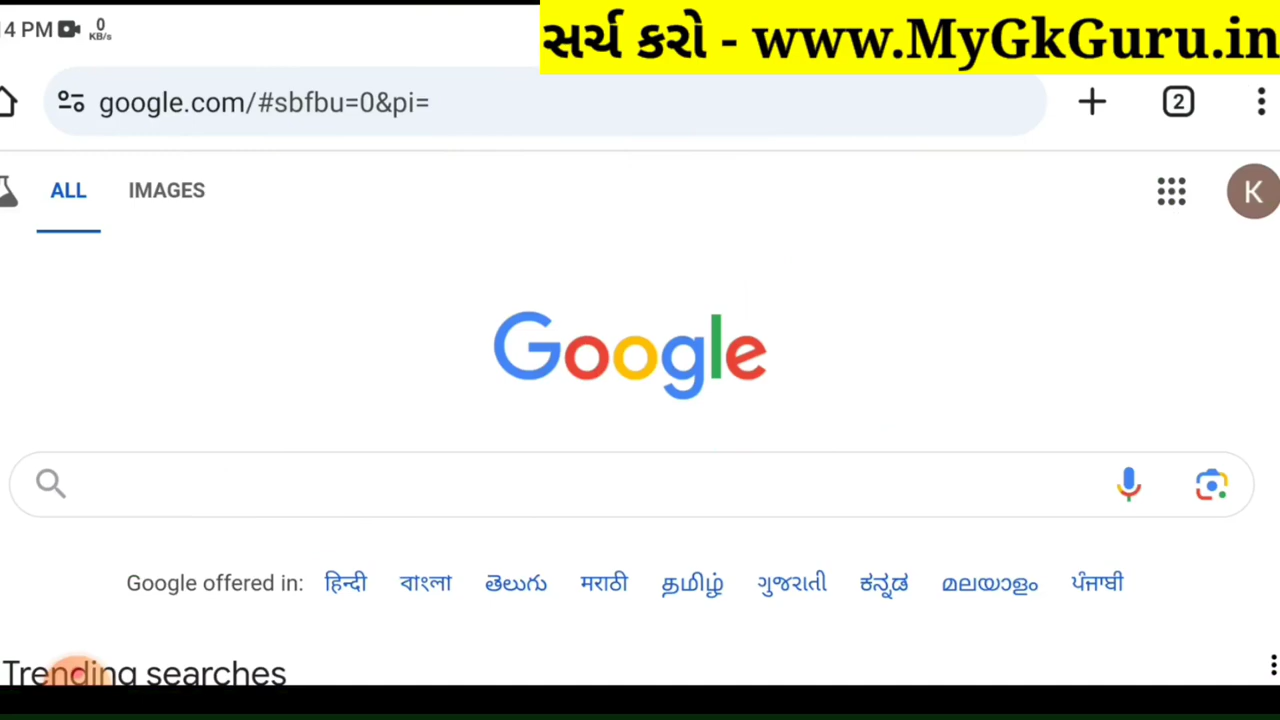 14 PM 0 KB/s
સર્ચ કરો - www.MyGkGuru.in
google.com/#sbfbu=0&pi=
2
ALL IMAGES
K
Google
Google offered in: हिन्दी বাংলা తెలుగు मराठी தமிழ் ગુજરાતી ಕನ್ನಡ മലയാളം ਪੰਜਾਬੀ
Trending searches